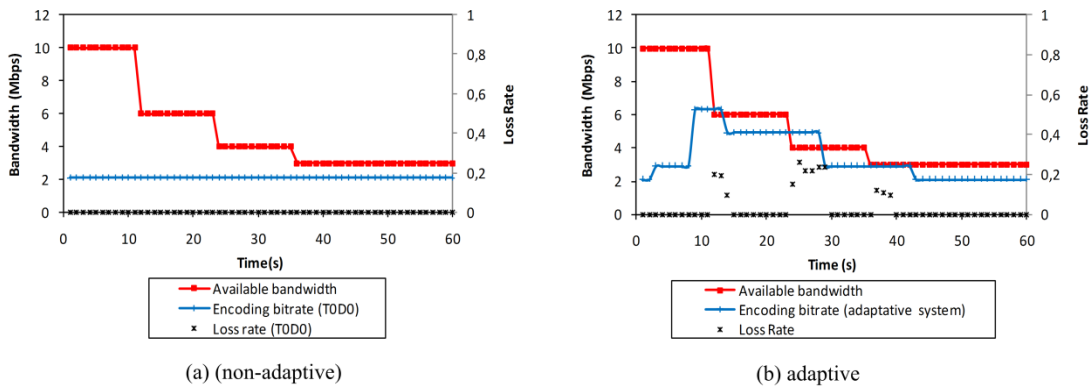 12
10
8
6
4
2
0
Bandwidth (Mbps)
1
0,8
0,6
0,4
0,2
0
Loss Rate
0 10 20 30 40 50 60
Time(s)
Available bandwidth
Encoding bitrate (T0D0)
Loss rate (T0D0)
(a) (non-adaptive)
12
10
8
6
4
2
0
Bandwidth (Mbps)
1
0,8
0,6
0,4
0,2
0
Loss Rate
0 10 20 30 40 50 60
Time (s)
Available bandwidth
Encoding bitrate (adaptative system)
Loss Rate
(b) adaptive